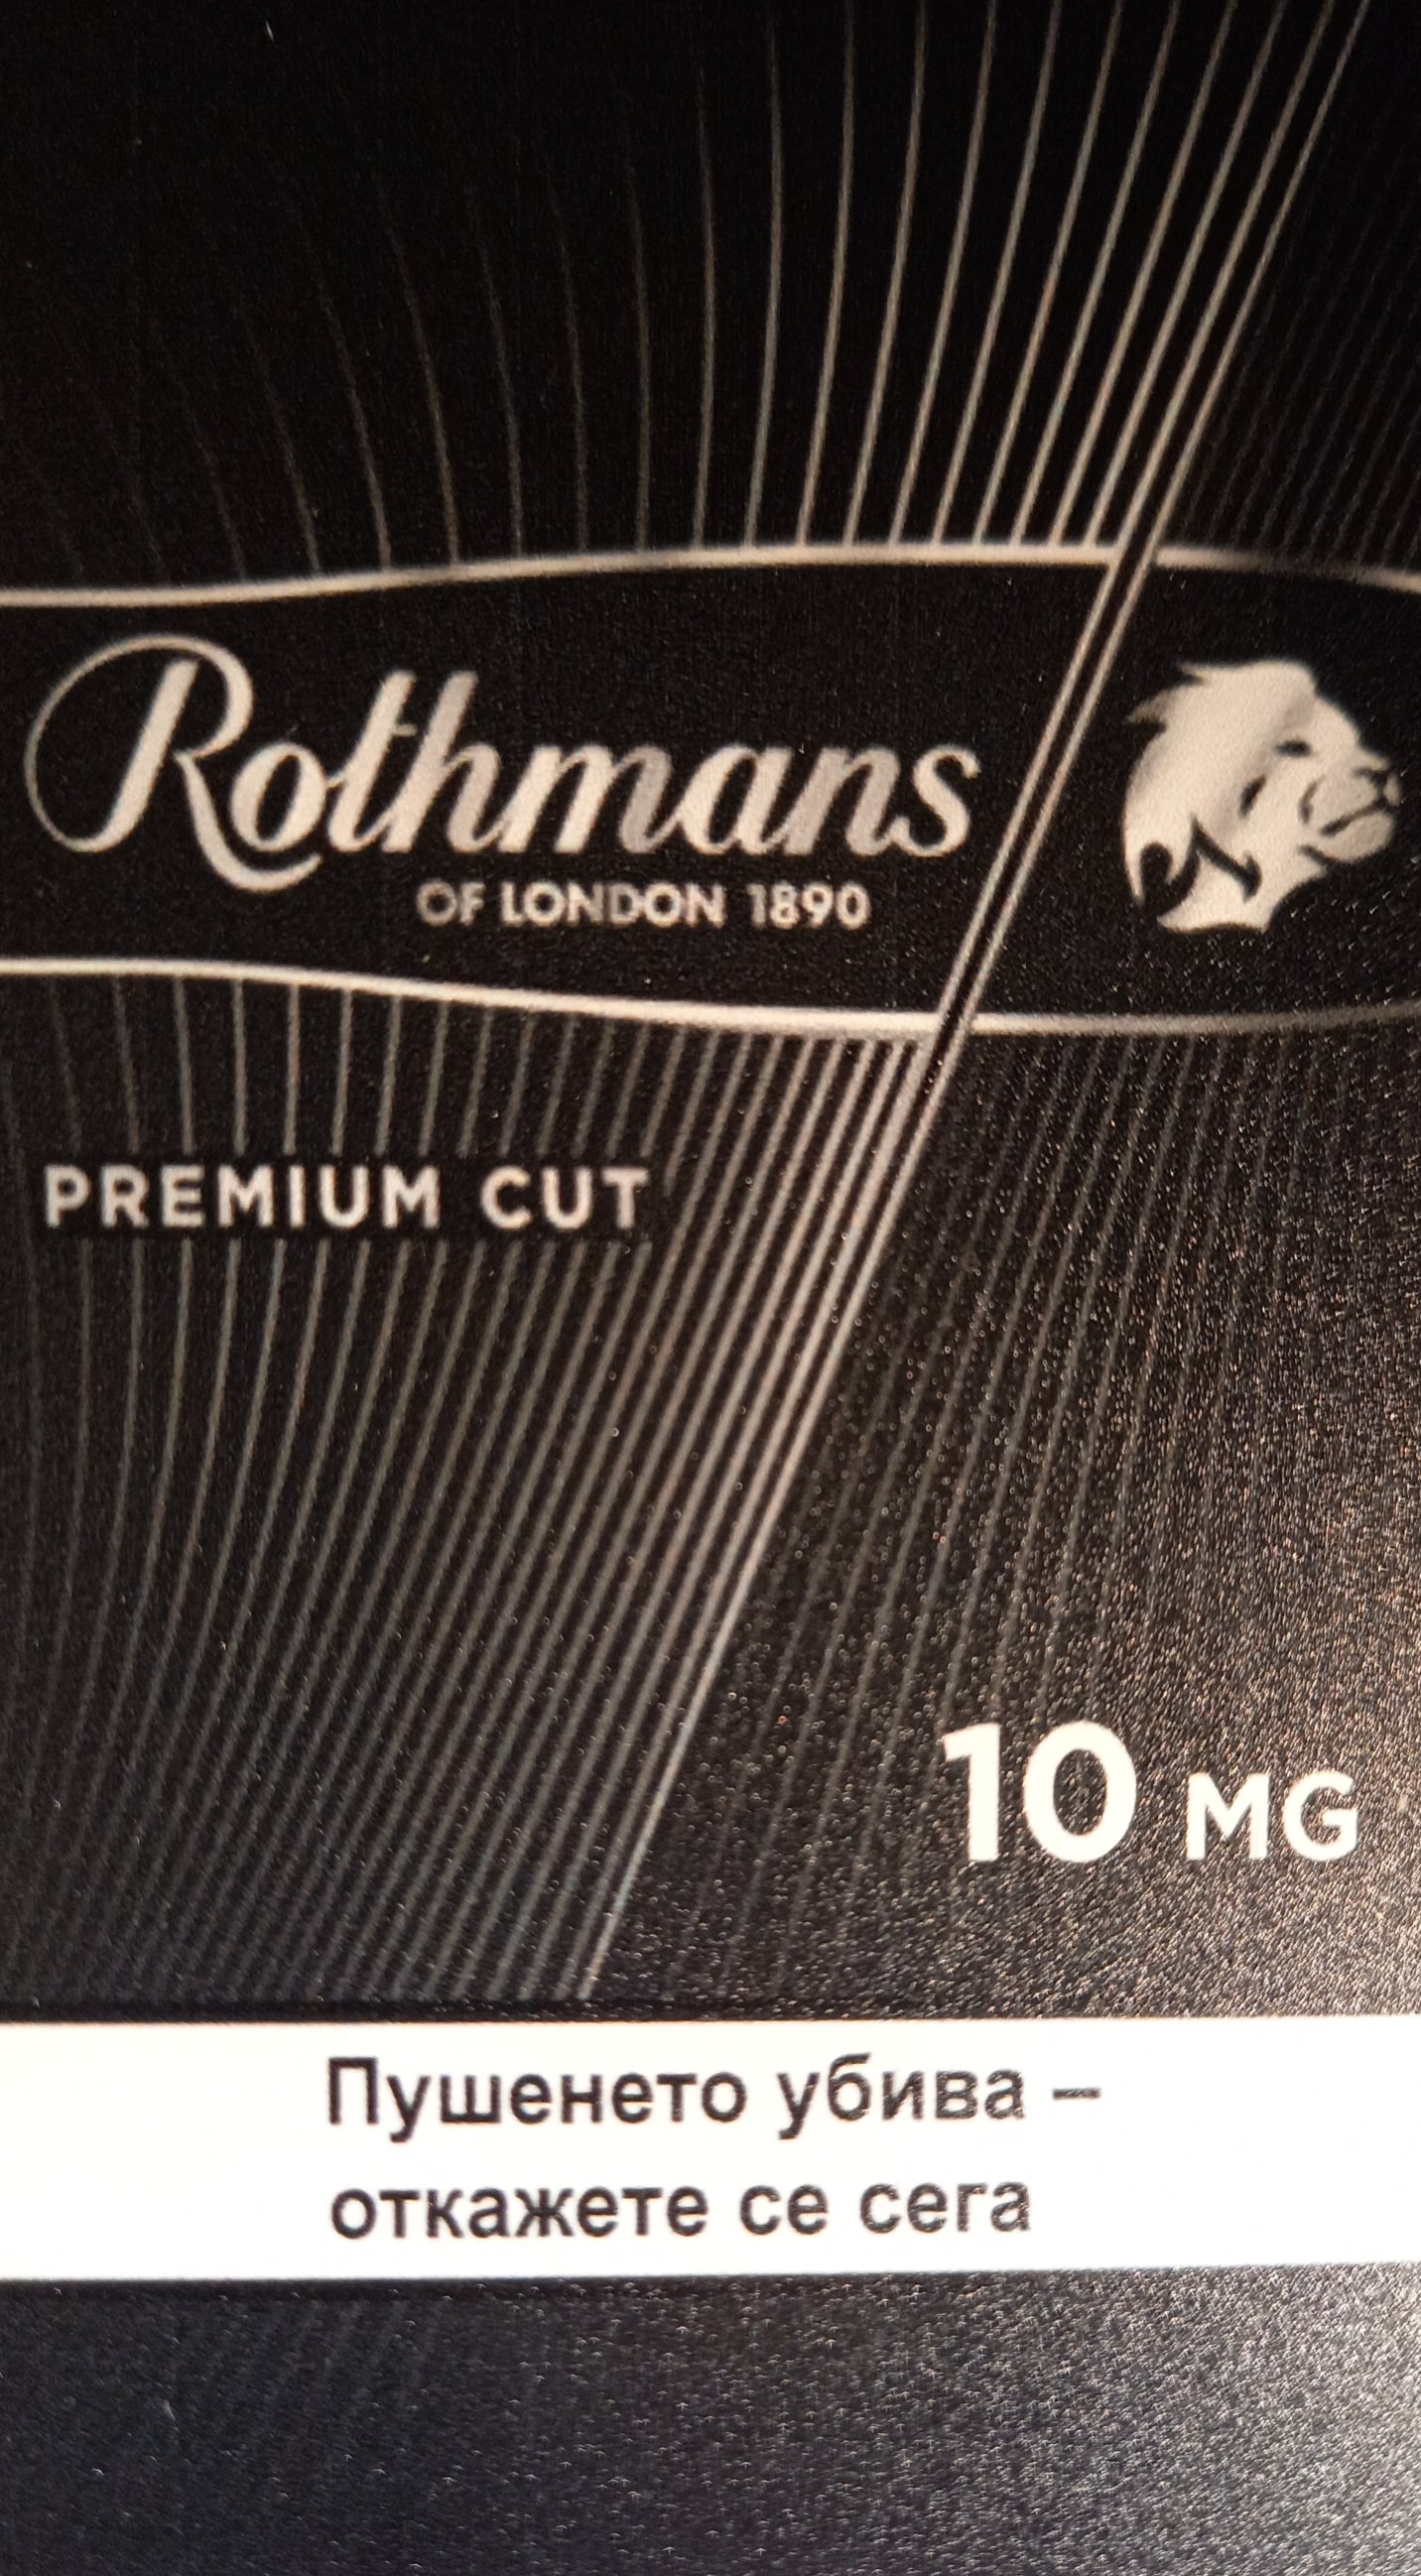 Rothmans
OF LONDON 1890
PREMIUM CUT
10 MG
Пушенето убива –
откажете се сега